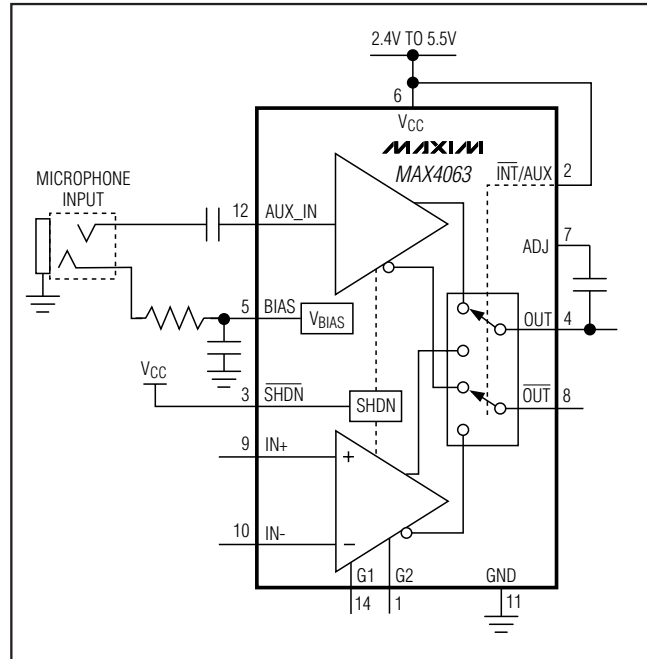 2.4V TO 5.5V
6
VCC
MAXIM
MAX4063
INT/AUX
2
MICROPHONE
INPUT
12
AUX_IN
ADJ
7
5
BIAS
VBIAS
OUT
4
VCC
3
SHDN
SHDN
OUT
8
9
IN+
+
10
IN-
−
G1
G2
GND
14
1
11